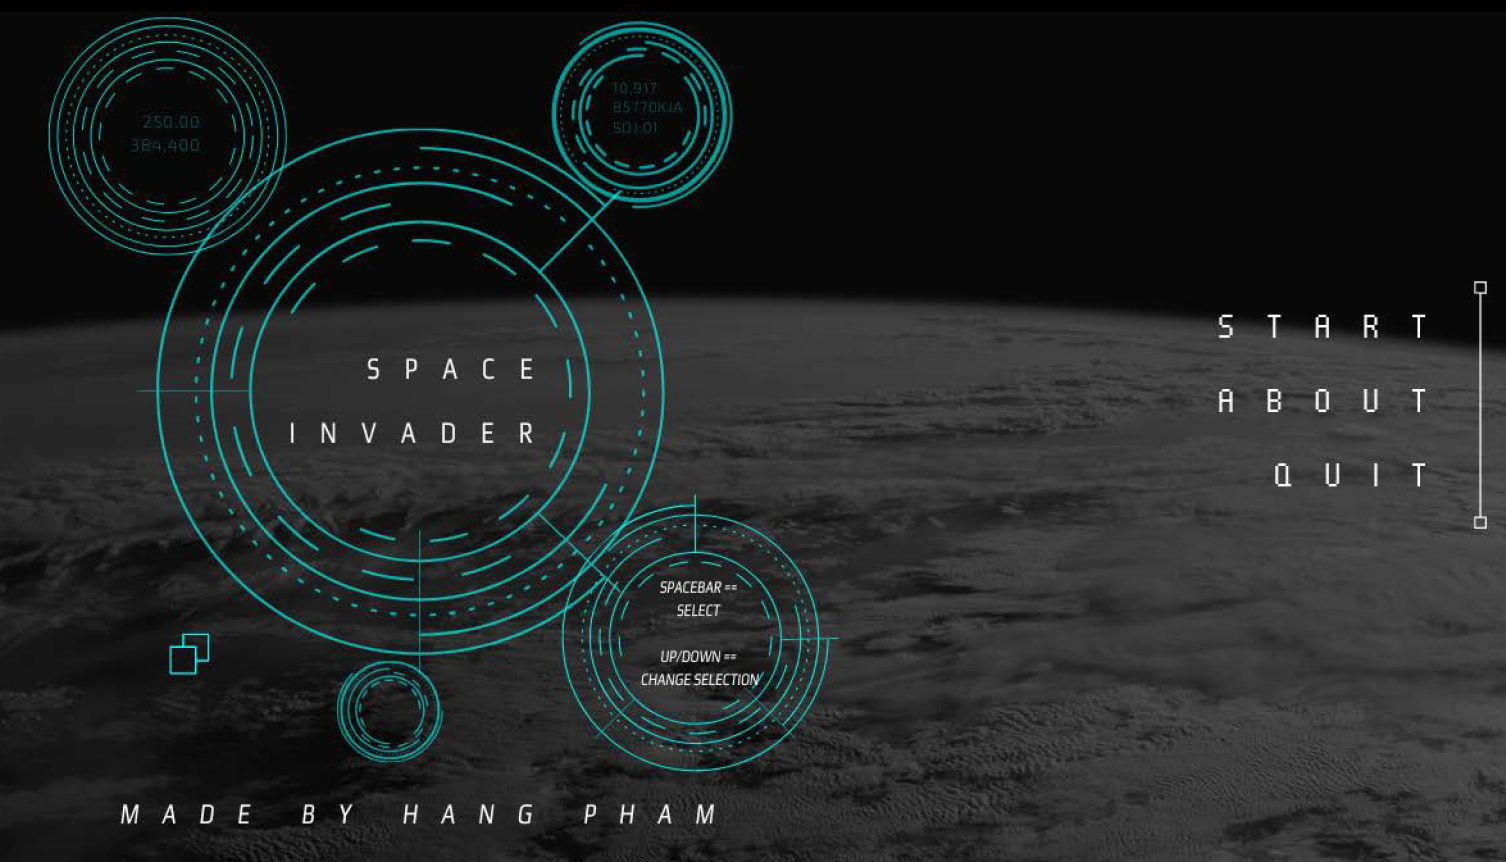 250.00
384,400
10,917
85770KJA
SOJ:01
SPACE
INVADER
START
ABOUT
QUIT
SPACEBAR ==
SELECT
UP/DOWN ==
CHANGE SELECTION
MADE BY HANG PHAM